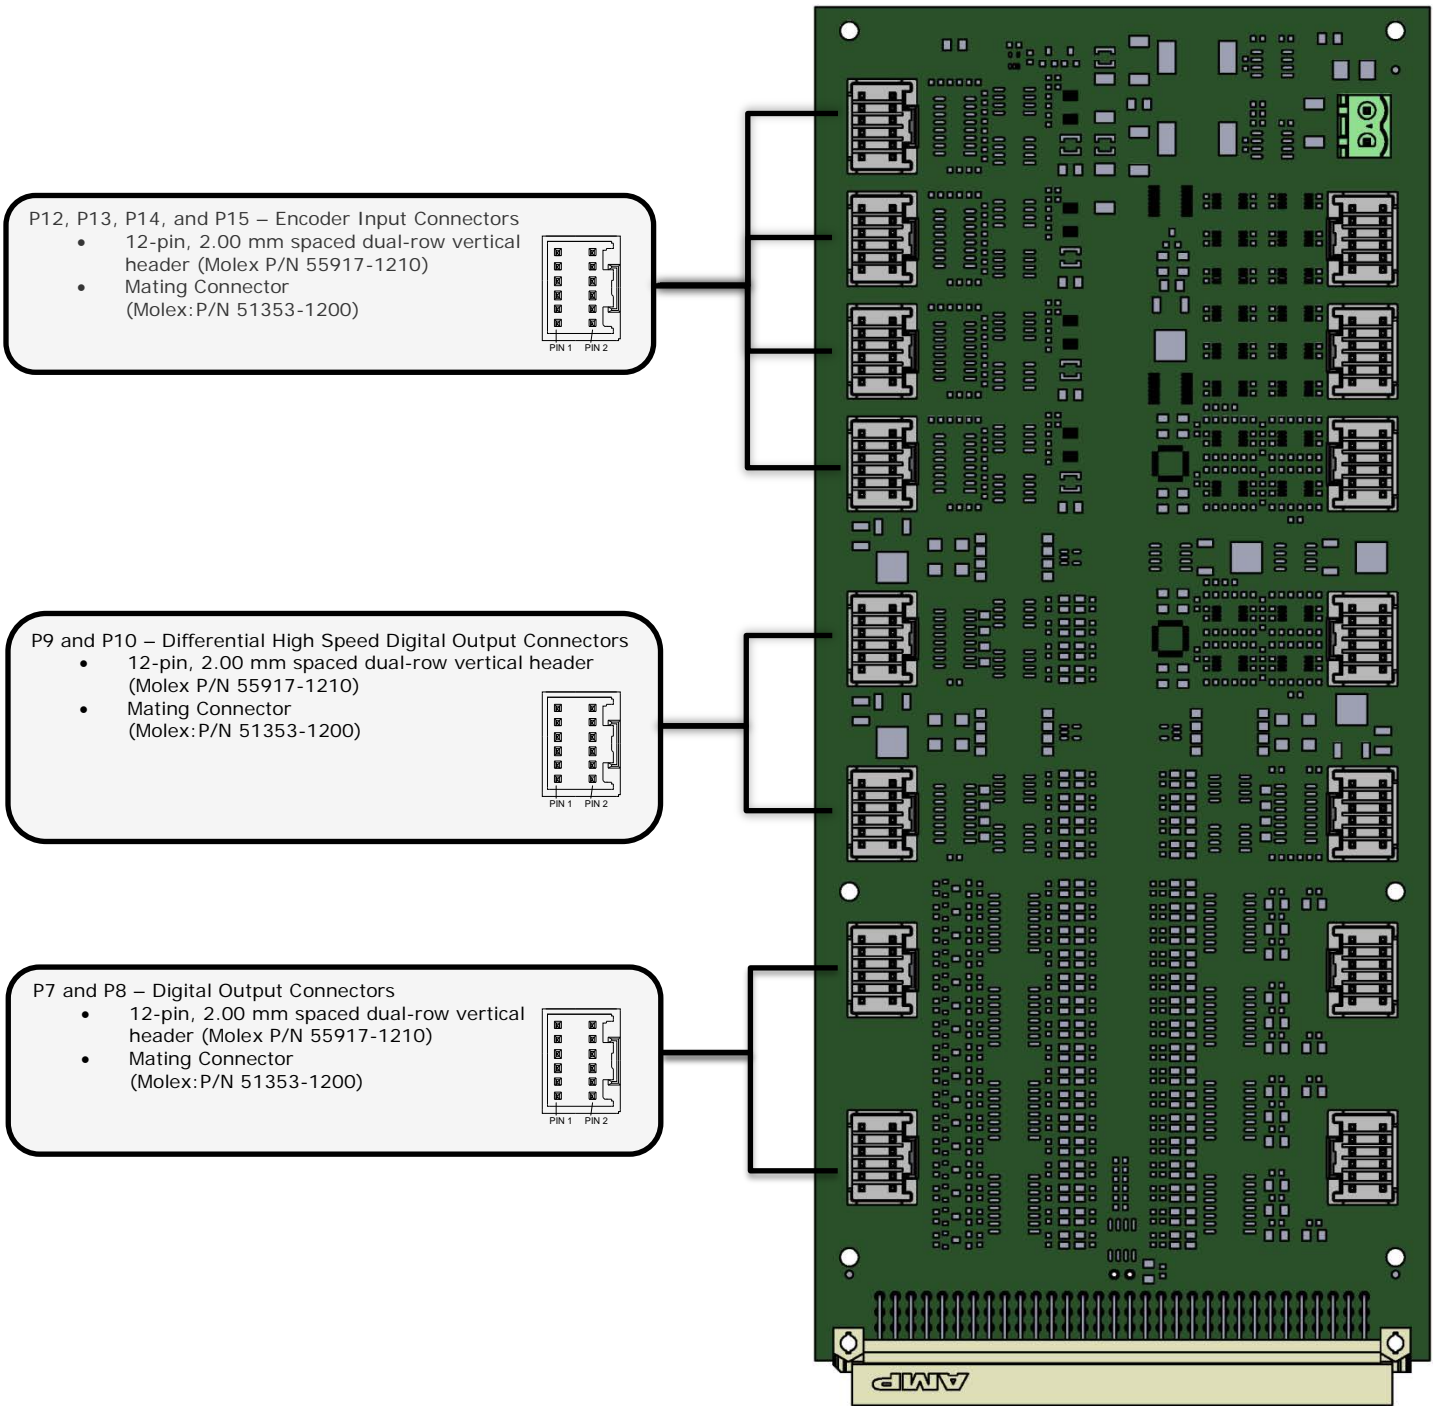 P12, P13, P14, and P15 – Encoder Input Connectors
• 12-pin, 2.00 mm spaced dual-row vertical
header (Molex P/N 55917-1210)
• Mating Connector
(Molex:P/N 51353-1200)
PIN 1 PIN 2
P9 and P10 – Differential High Speed Digital Output Connectors
• 12-pin, 2.00 mm spaced dual-row vertical header
(Molex P/N 55917-1210)
• Mating Connector
(Molex:P/N 51353-1200)
PIN 1 PIN 2
P7 and P8 – Digital Output Connectors
• 12-pin, 2.00 mm spaced dual-row vertical
header (Molex P/N 55917-1210)
• Mating Connector
(Molex:P/N 51353-1200)
PIN 1 PIN 2
AMP